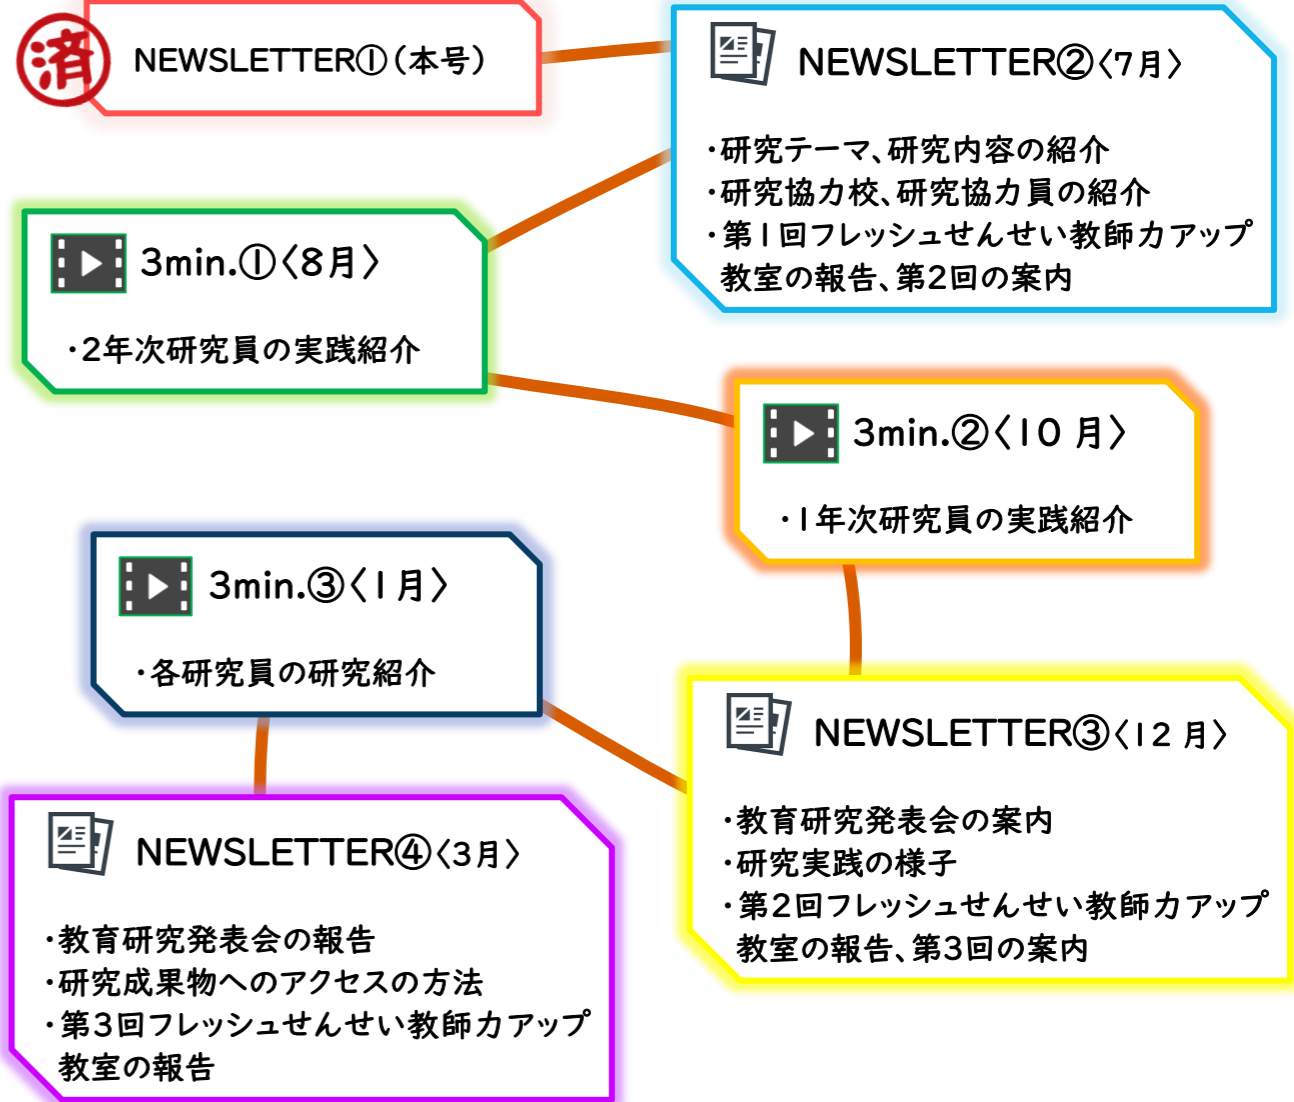 済
NEWSLETTER①(本号)
NEWSLETTER②〈7月〉
・研究テーマ、研究内容の紹介
・研究協力校、研究協力員の紹介
・第1回フレッシュせんせい教師力アップ
教室の報告、第2回の案内
3min.①〈8月〉
・2年次研究員の実践紹介
3min.②〈10月〉
・1年次研究員の実践紹介
NEWSLETTER③〈12月〉
・教育研究発表会の案内
・研究実践の様子
・第2回フレッシュせんせい教師力アップ
教室の報告、第3回の案内
3min.③〈1月〉
・各研究員の研究紹介
NEWSLETTER④〈3月〉
・教育研究発表会の報告
・研究成果物へのアクセスの方法
・第3回フレッシュせんせい教師力アップ
教室の報告